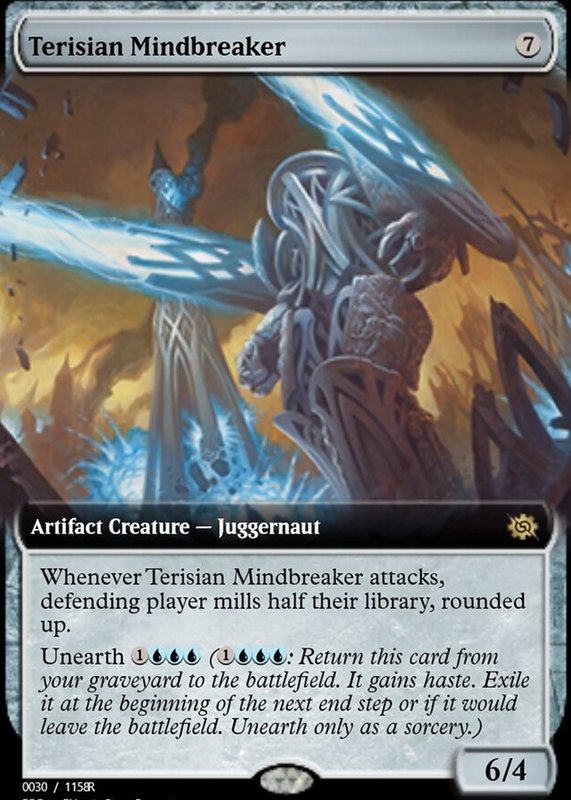 Terisian Mindbreaker
7
Artifact Creature — Juggernaut
Whenever Terisian Mindbreaker attacks,
defending player mills half their library, rounded
up.
Unearth 1 (1: Return this card from
your graveyard to the battlefield. It gains haste. Exile
it at the beginning of the next end step or if it would
leave the battlefield. Unearth only as a sorcery.)
6/4
0030 / 1158R